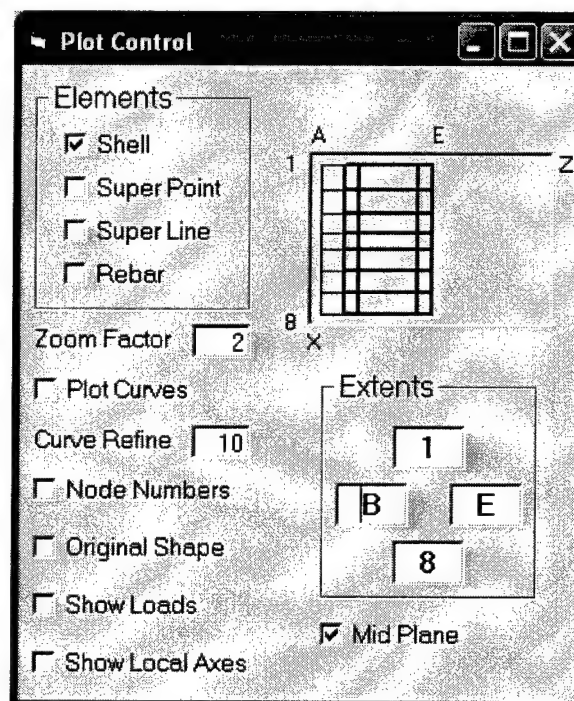 Plot Control
Elements
Shell
Super Point
Super Line
Rebar
A E
1 Z
8
X
Zoom Factor 2
Plot Curves
Curve Refine 10
Node Numbers
Original Shape
Show Loads
Show Local Axes
Extents
1
B E
8
Mid Plane